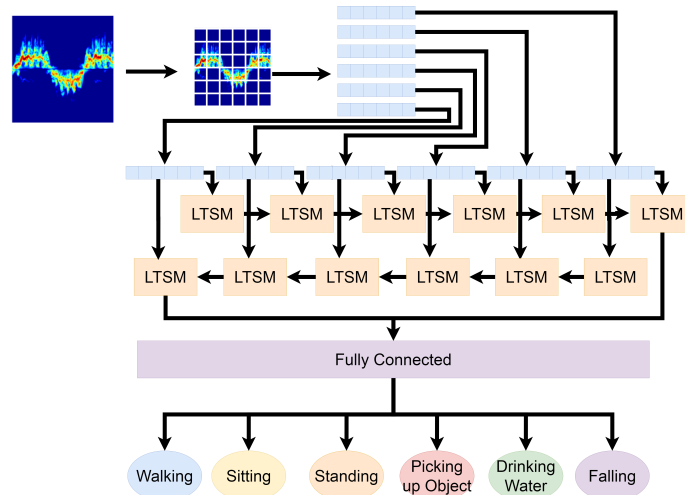 LTSM LTSM LTSM LTSM LTSM LTSM
LTSM LTSM LTSM LTSM LTSM LTSM
Fully Connected
Walking Sitting Standing Picking up Object Drinking Water Falling